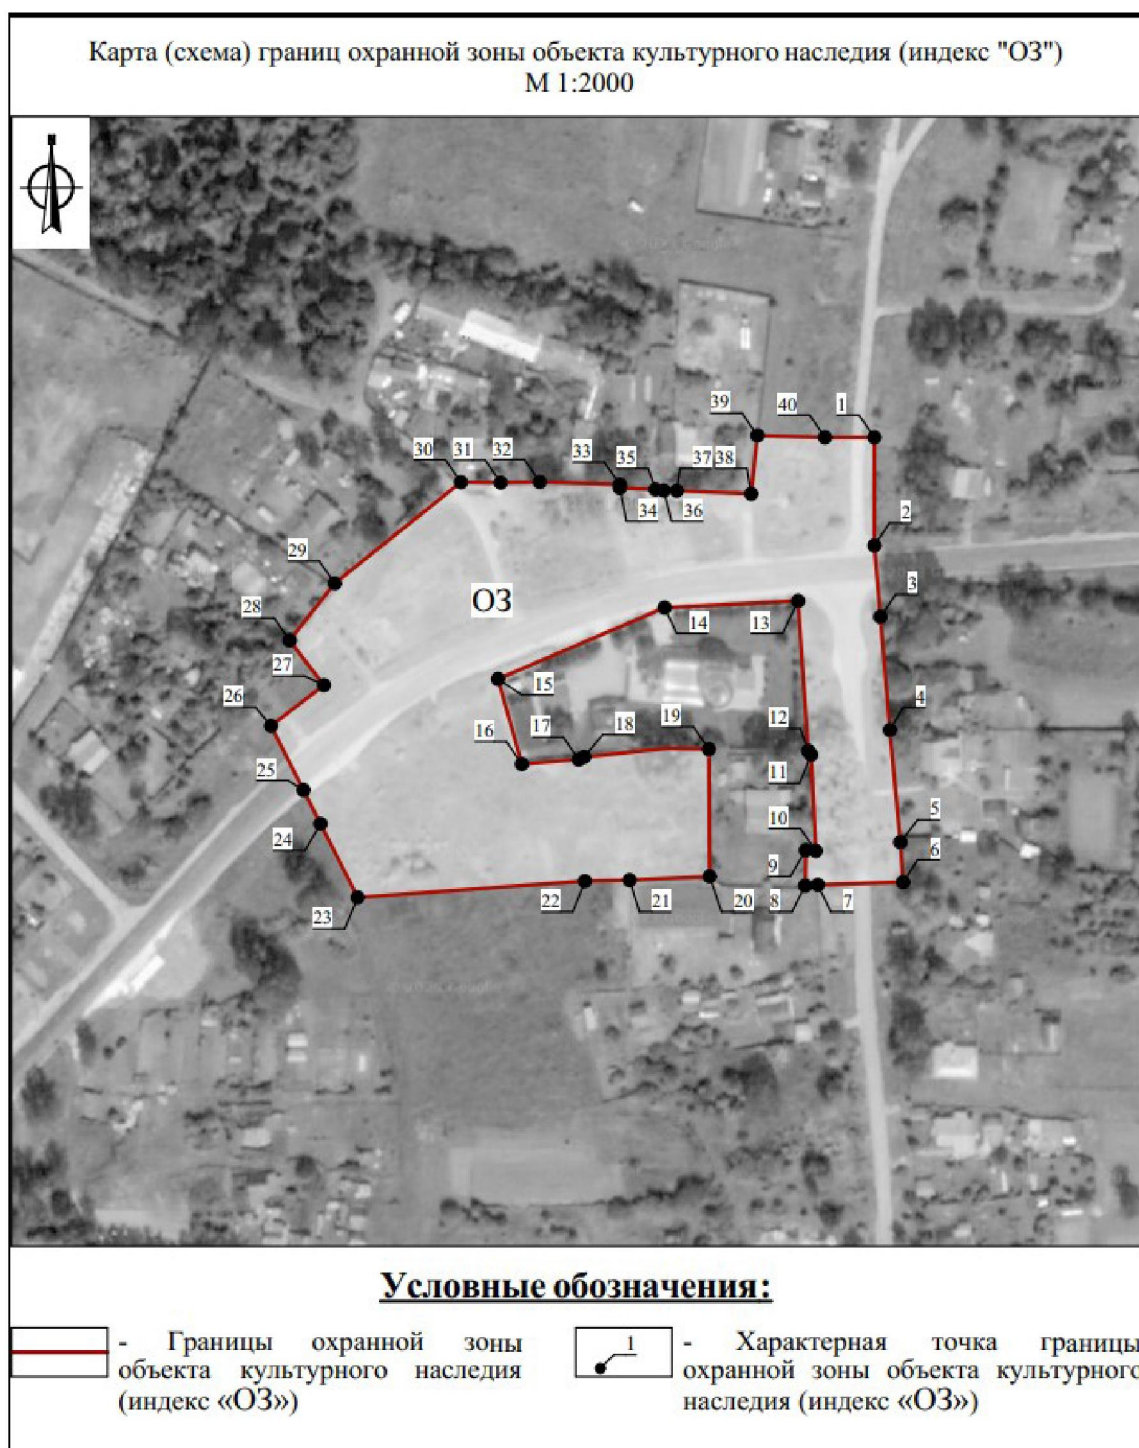 Карта (схема) границ охранной зоны объекта культурного наследия (индекс "ОЗ")
М 1:2000
39 40 1
30 31 32 33 35 37 38
34 36
2
29
3
ОЗ
28
14 13
27
15
26
4
16 17 18 19 12
11
25
5
24
10
6
9
23 22 21 20 8 7
Условные обозначения:
- Границы охранной зоны
объекта культурного наследия
(индекс «ОЗ»)
1
- Характерная точка границы
охранной зоны объекта культурного
наследия (индекс «ОЗ»)